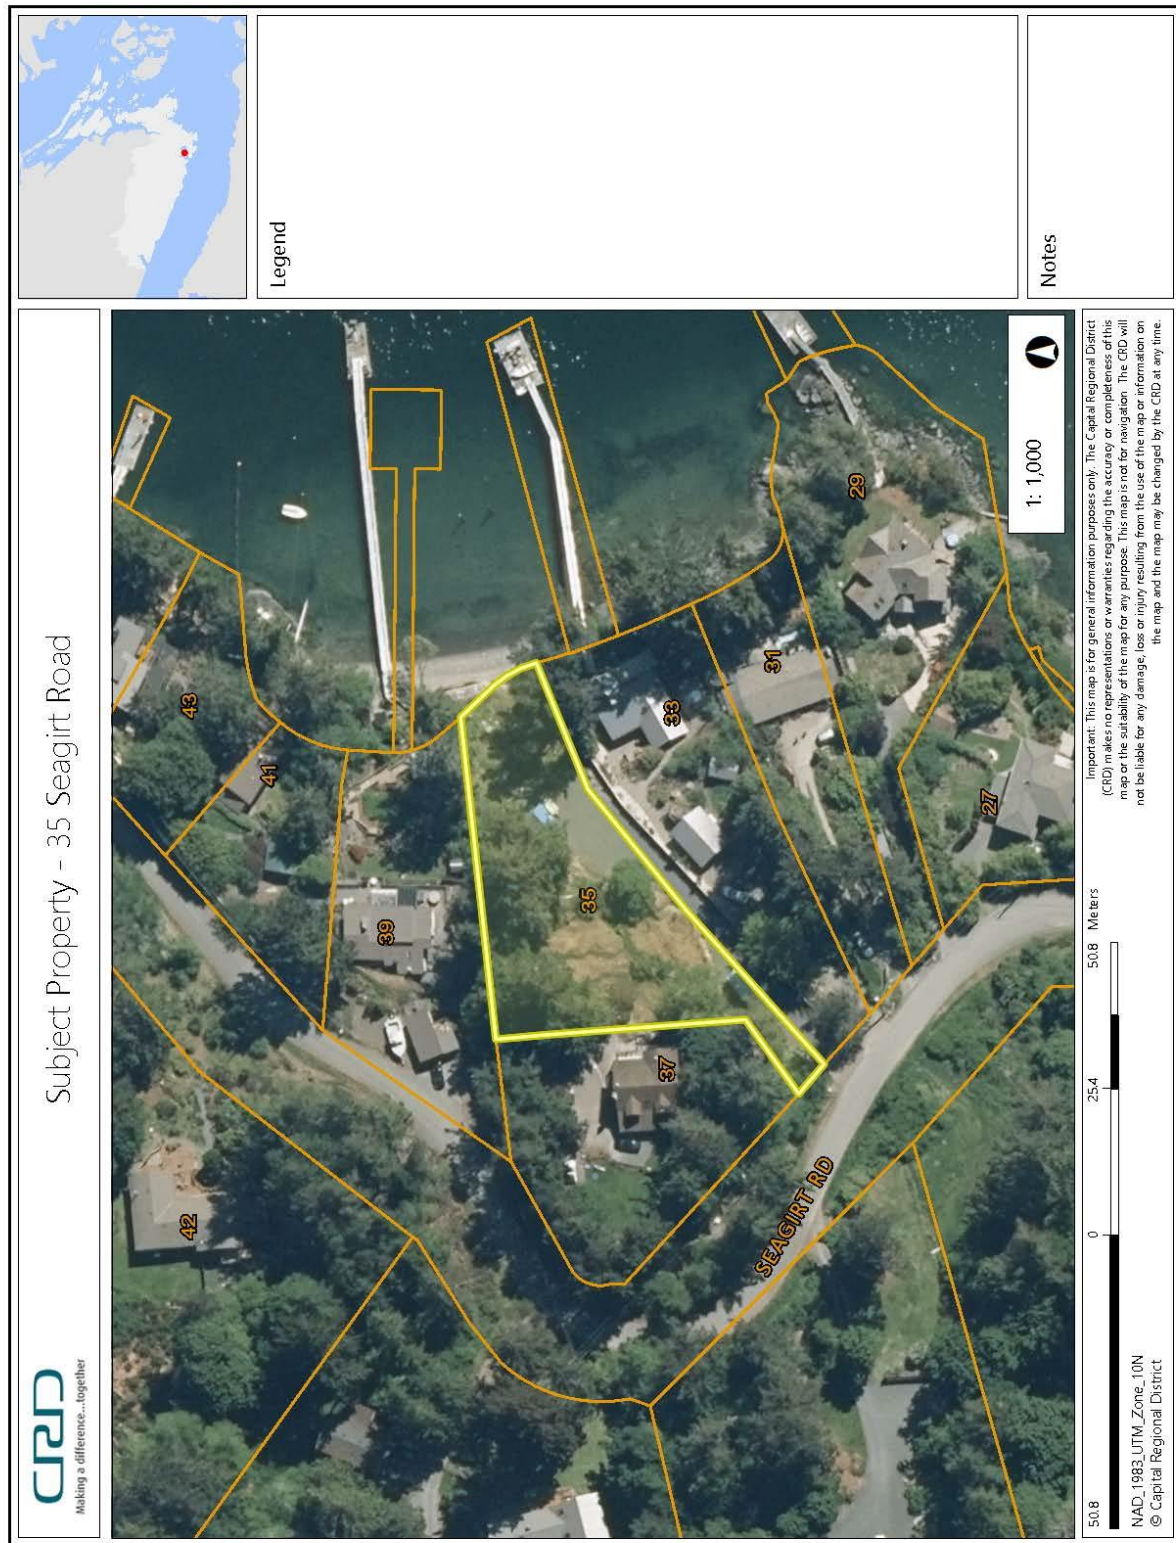 CRD
Making a difference...together
Subject Property - 35 Seagirt Road
Legend
Notes
42
43
41
39
37
35
33
31
29
27
SEAGIRT RD
1: 1,000
50.8 0 25.4 50.8 Meters
NAD_1983_UTM_Zone_10N
© Capital Regional District
Important: This map is for general information purposes only. The Capital Regional District
(CRD) makes no representations or warranties regarding the accuracy or completeness of this
map or the suitability of the map for any purpose. This map is not for navigation. The CRD will
not be liable for any damage, loss or injury resulting from the use of the map or information on
the map and the map may be changed by the CRD at any time.